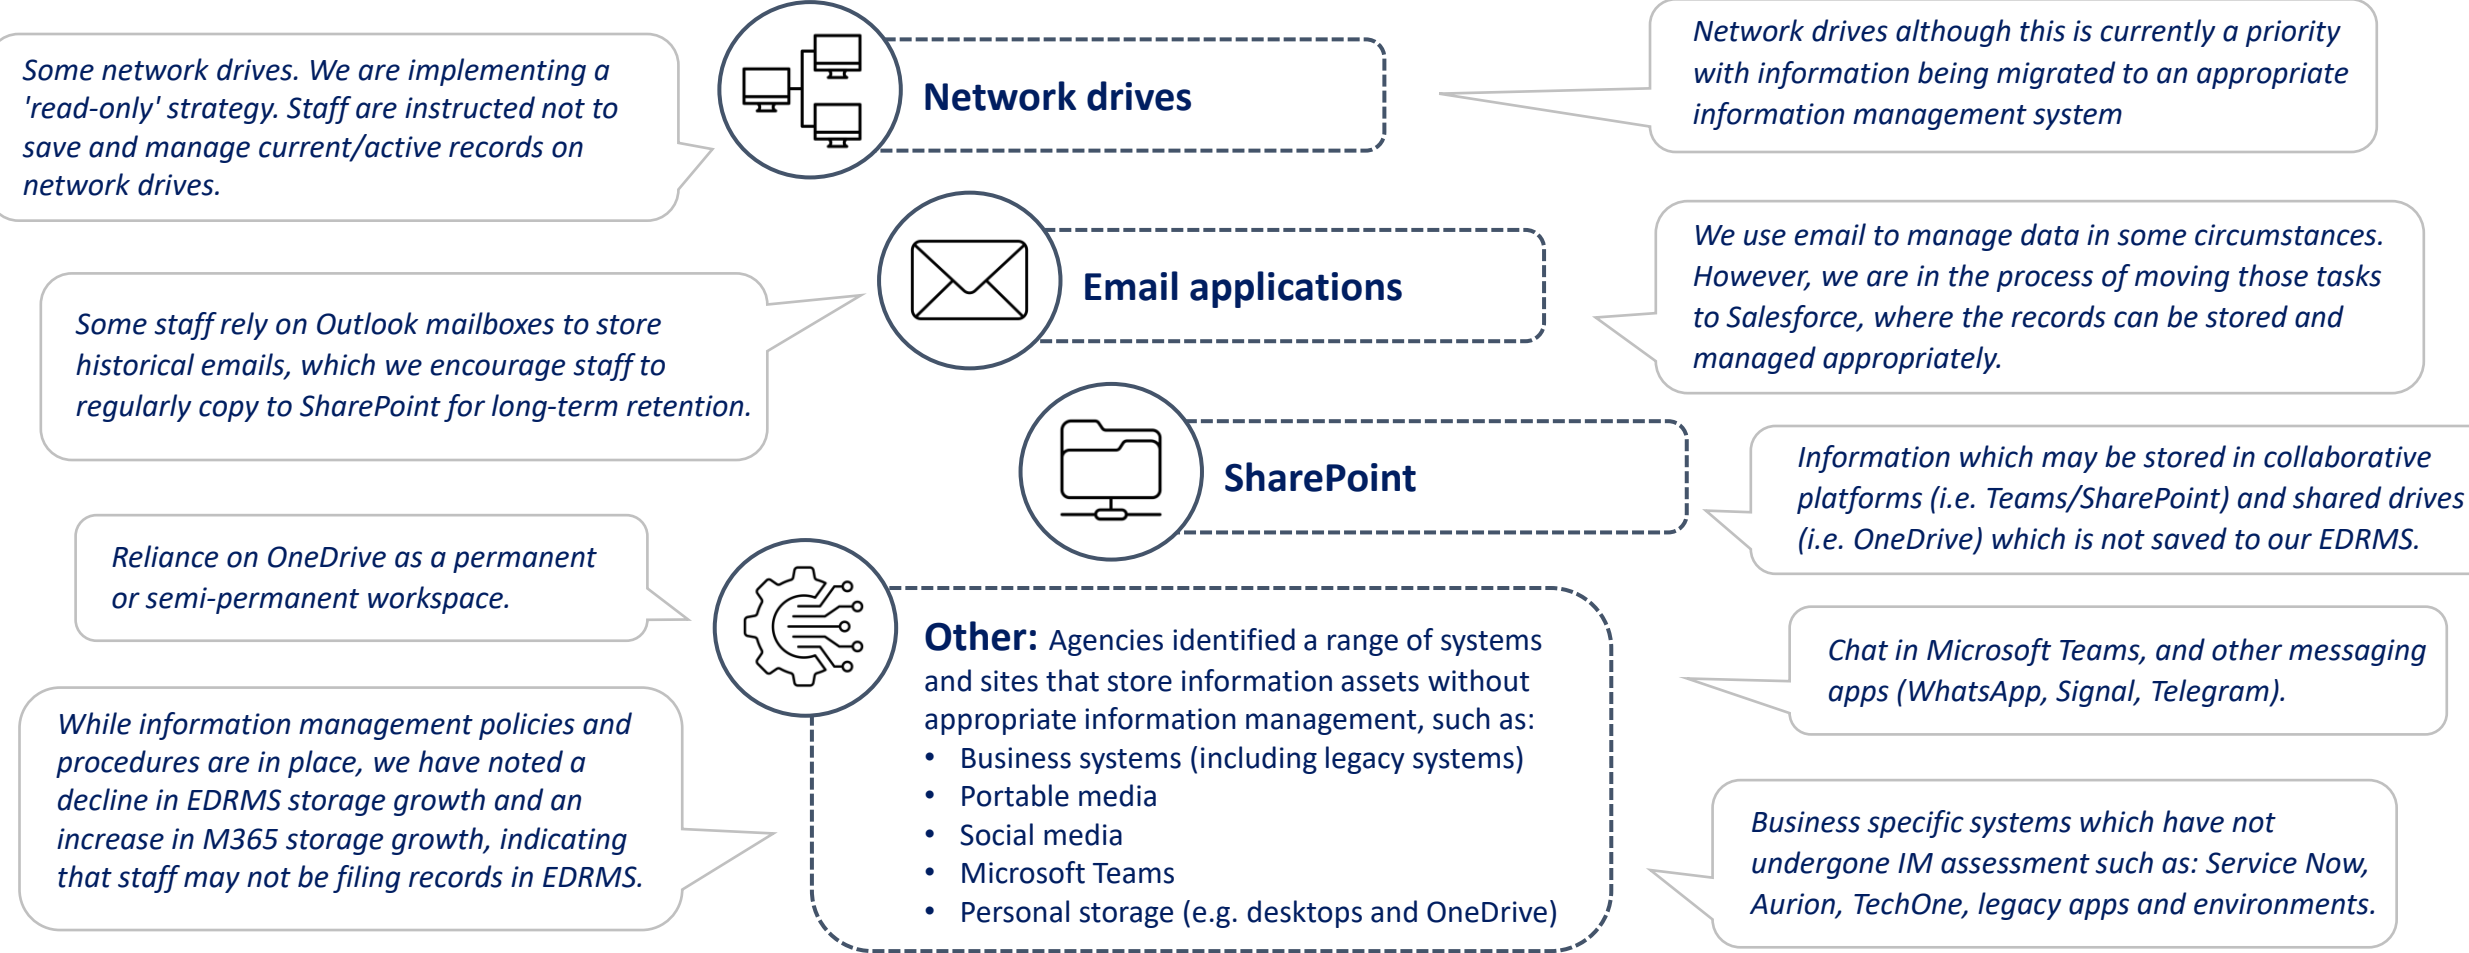 Some network drives. We are implementing a
'read-only' strategy. Staff are instructed not to
save and manage current/active records on
network drives.
Network drives
Network drives although this is currently a priority
with information being migrated to an appropriate
information management system
Some staff rely on Outlook mailboxes to store
historical emails, which we encourage staff to
regularly copy to SharePoint for long-term retention.
Email applications
We use email to manage data in some circumstances.
However, we are in the process of moving those tasks
to Salesforce, where the records can be stored and
managed appropriately.
SharePoint
Information which may be stored in collaborative
platforms (i.e. Teams/SharePoint) and shared drives
(i.e. OneDrive) which is not saved to our EDRMS.
Reliance on OneDrive as a permanent
or semi-permanent workspace.
While information management policies and
procedures are in place, we have noted a
decline in EDRMS storage growth and an
increase in M365 storage growth, indicating
that staff may not be filing records in EDRMS.
Other: Agencies identified a range of systems
and sites that store information assets without
appropriate information management, such as:
• Business systems (including legacy systems)
• Portable media
• Social media
• Microsoft Teams
• Personal storage (e.g. desktops and OneDrive)
Chat in Microsoft Teams, and other messaging
apps (WhatsApp, Signal, Telegram).
Business specific systems which have not
undergone IM assessment such as: Service Now,
Aurion, TechOne, legacy apps and environments.